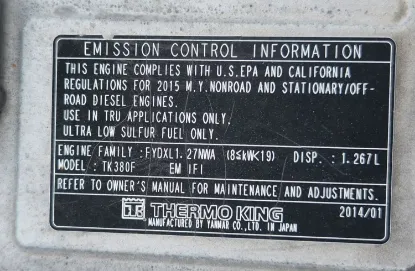 EMISSION CONTROL INFORMATION
THIS ENGINE COMPLIES WITH U.S.EPA AND CALIFORNIA
REGULATIONS FOR 2015 M.Y.NONROAD AND STATIONARY/OFF-
ROAD DIESEL ENGINES.
USE IN TRU APPLICATIONS ONLY.
ULTRA LOW SULFUR FUEL ONLY.
ENGINE FAMILY :FYDXL1.27NWA (8≤kW<19) DISP. :1.267L
MODEL :TK380F EM IFI
REFER TO OWNER'S MANUAL FOR MAINTENANCE AND ADJUSTMENTS.
THERMO KING 2014/01
MANUFACTURED BY YANMAR CO.,LTD. IN JAPAN